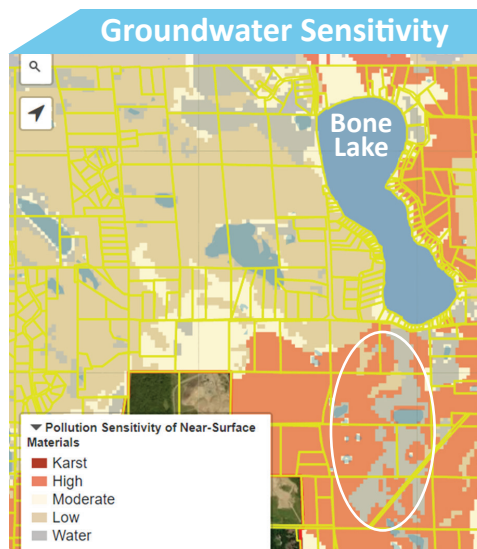 Groundwater Sensitivity
Bone
Lake
Pollution Sensitivity of Near-Surface
Materials
Karst
High
Moderate
Low
Water